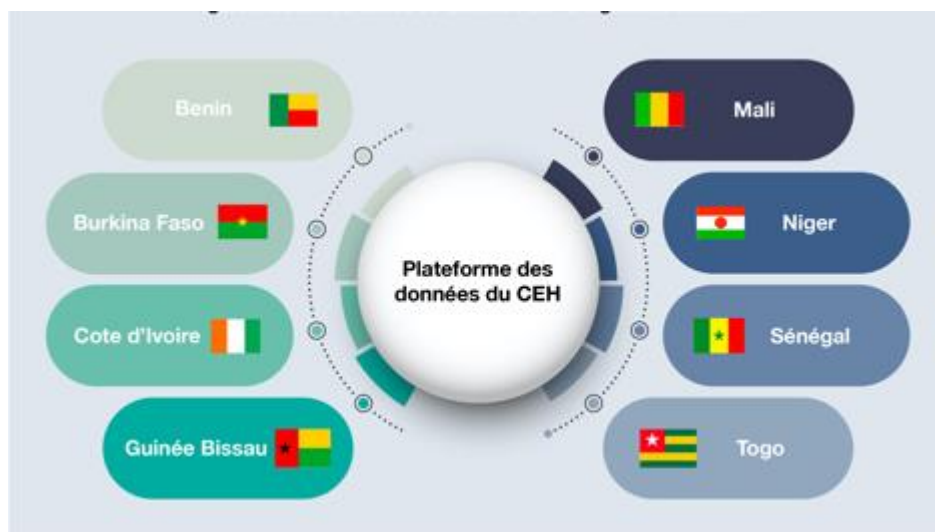 Benin
Mali
Burkina Faso
Niger
Plateforme des
données du CEH
Cote d'Ivoire
Sénégal
Guinée Bissau
Togo